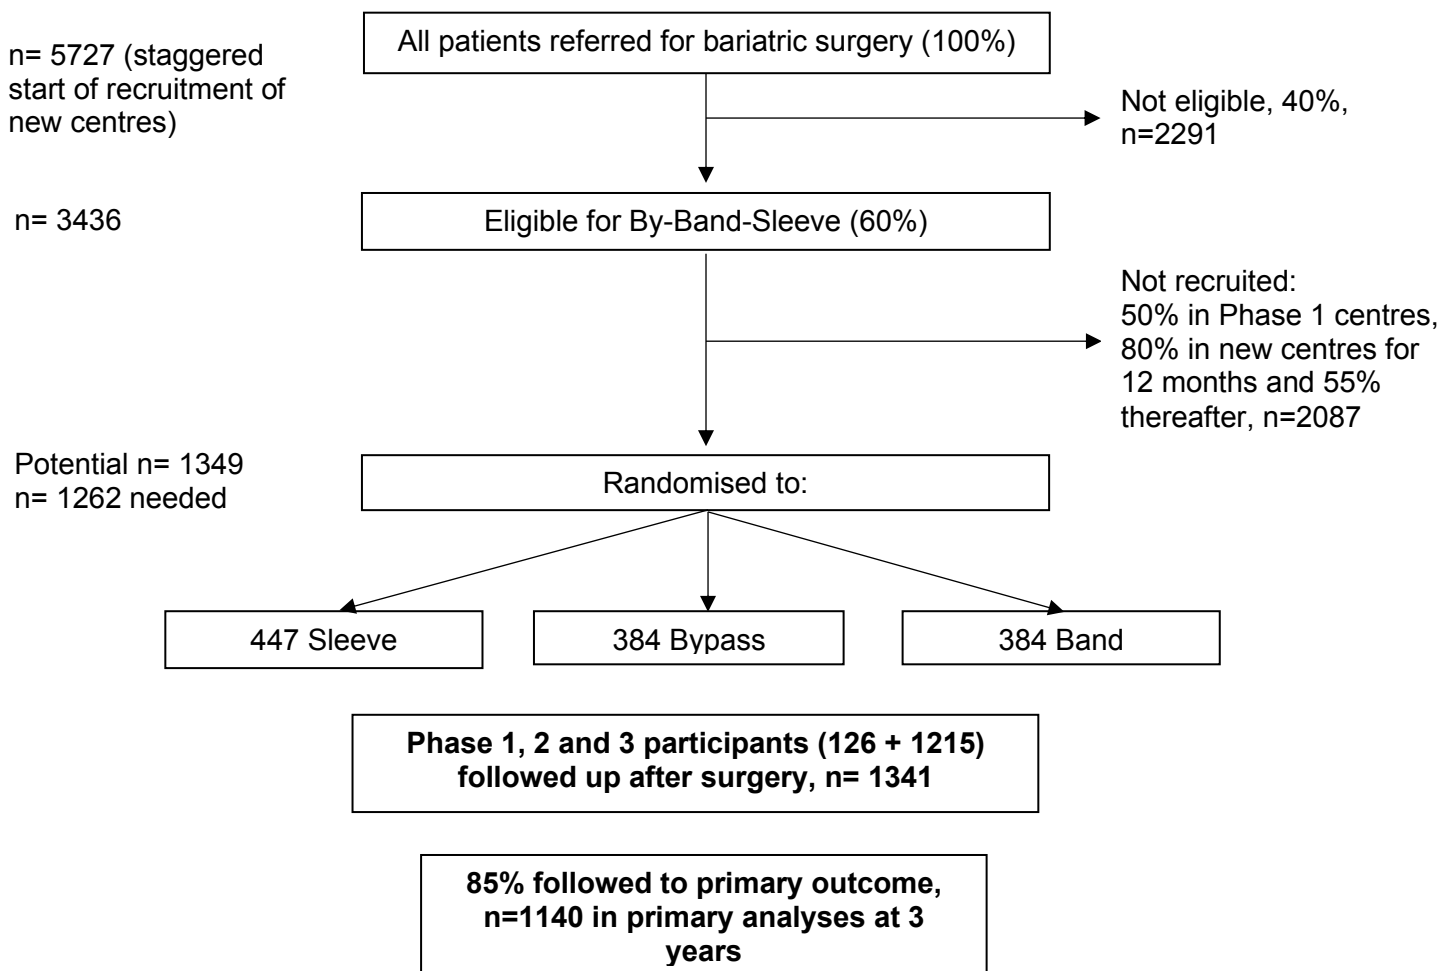 All patients referred for bariatric surgery (100%)
n= 5727 (staggered
start of recruitment of
new centres)
Not eligible, 40%,
n=2291
n= 3436
Eligible for By-Band-Sleeve (60%)
Not recruited:
50% in Phase 1 centres,
80% in new centres for
12 months and 55%
thereafter, n=2087
Potential n= 1349
n= 1262 needed
Randomised to:
447 Sleeve
384 Bypass
384 Band
Phase 1, 2 and 3 participants (126 + 1215)
followed up after surgery, n= 1341
85% followed to primary outcome,
n=1140 in primary analyses at 3
years